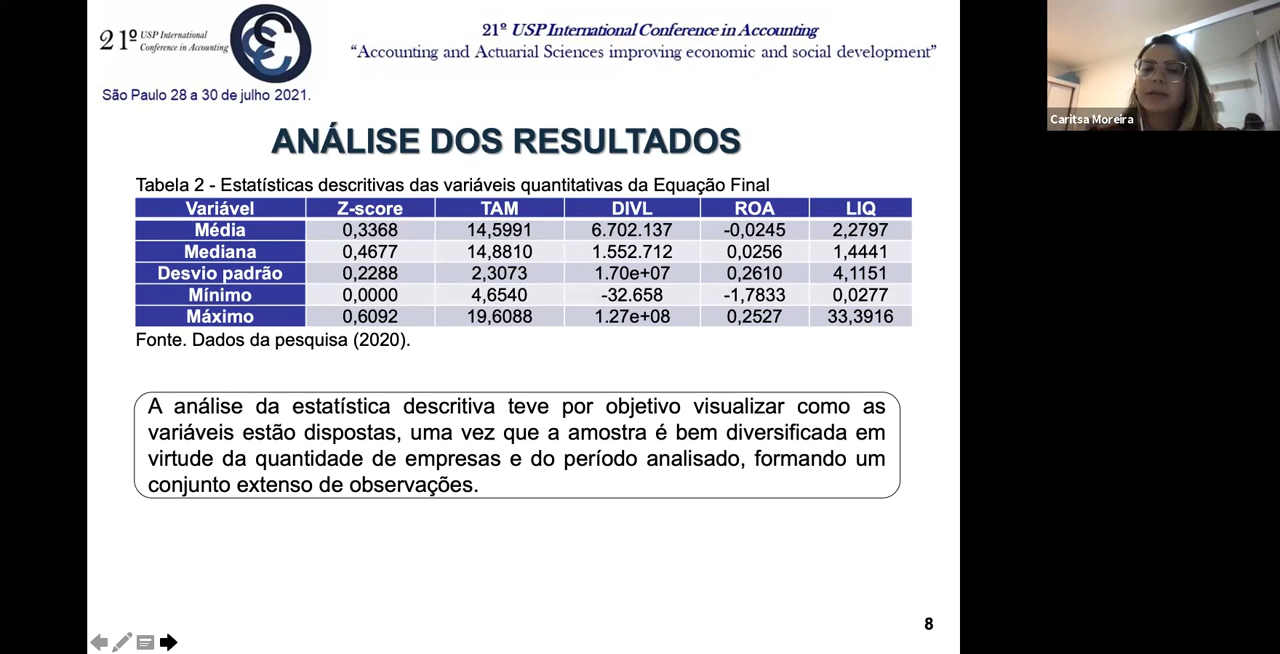 21º USP International
Conference in Accounting
21º USP International Conference in Accounting
“Accounting and Actuarial Sciences improving economic and social development”
São Paulo 28 a 30 de julho 2021.
Caritsa Moreira
ANÁLISE DOS RESULTADOS
Tabela 2 - Estatísticas descritivas das variáveis quantitativas da Equação Final
Variável Z-score TAM DIVL ROA LIQ
Média 0,3368 14,5991 6.702.137 -0,0245 2,2797
Mediana 0,4677 14,8810 1.552.712 0,0256 1,4441
Desvio padrão 0,2288 2,3073 1.70e+07 0,2610 4,1151
Mínimo 0,0000 4,6540 -32.658 -1,7833 0,0277
Máximo 0,6092 19,6088 1.27e+08 0,2527 33,3916
Fonte. Dados da pesquisa (2020).
A análise da estatística descritiva teve por objetivo visualizar como as
variáveis estão dispostas, uma vez que a amostra é bem diversificada em
virtude da quantidade de empresas e do período analisado, formando um
conjunto extenso de observações.
8